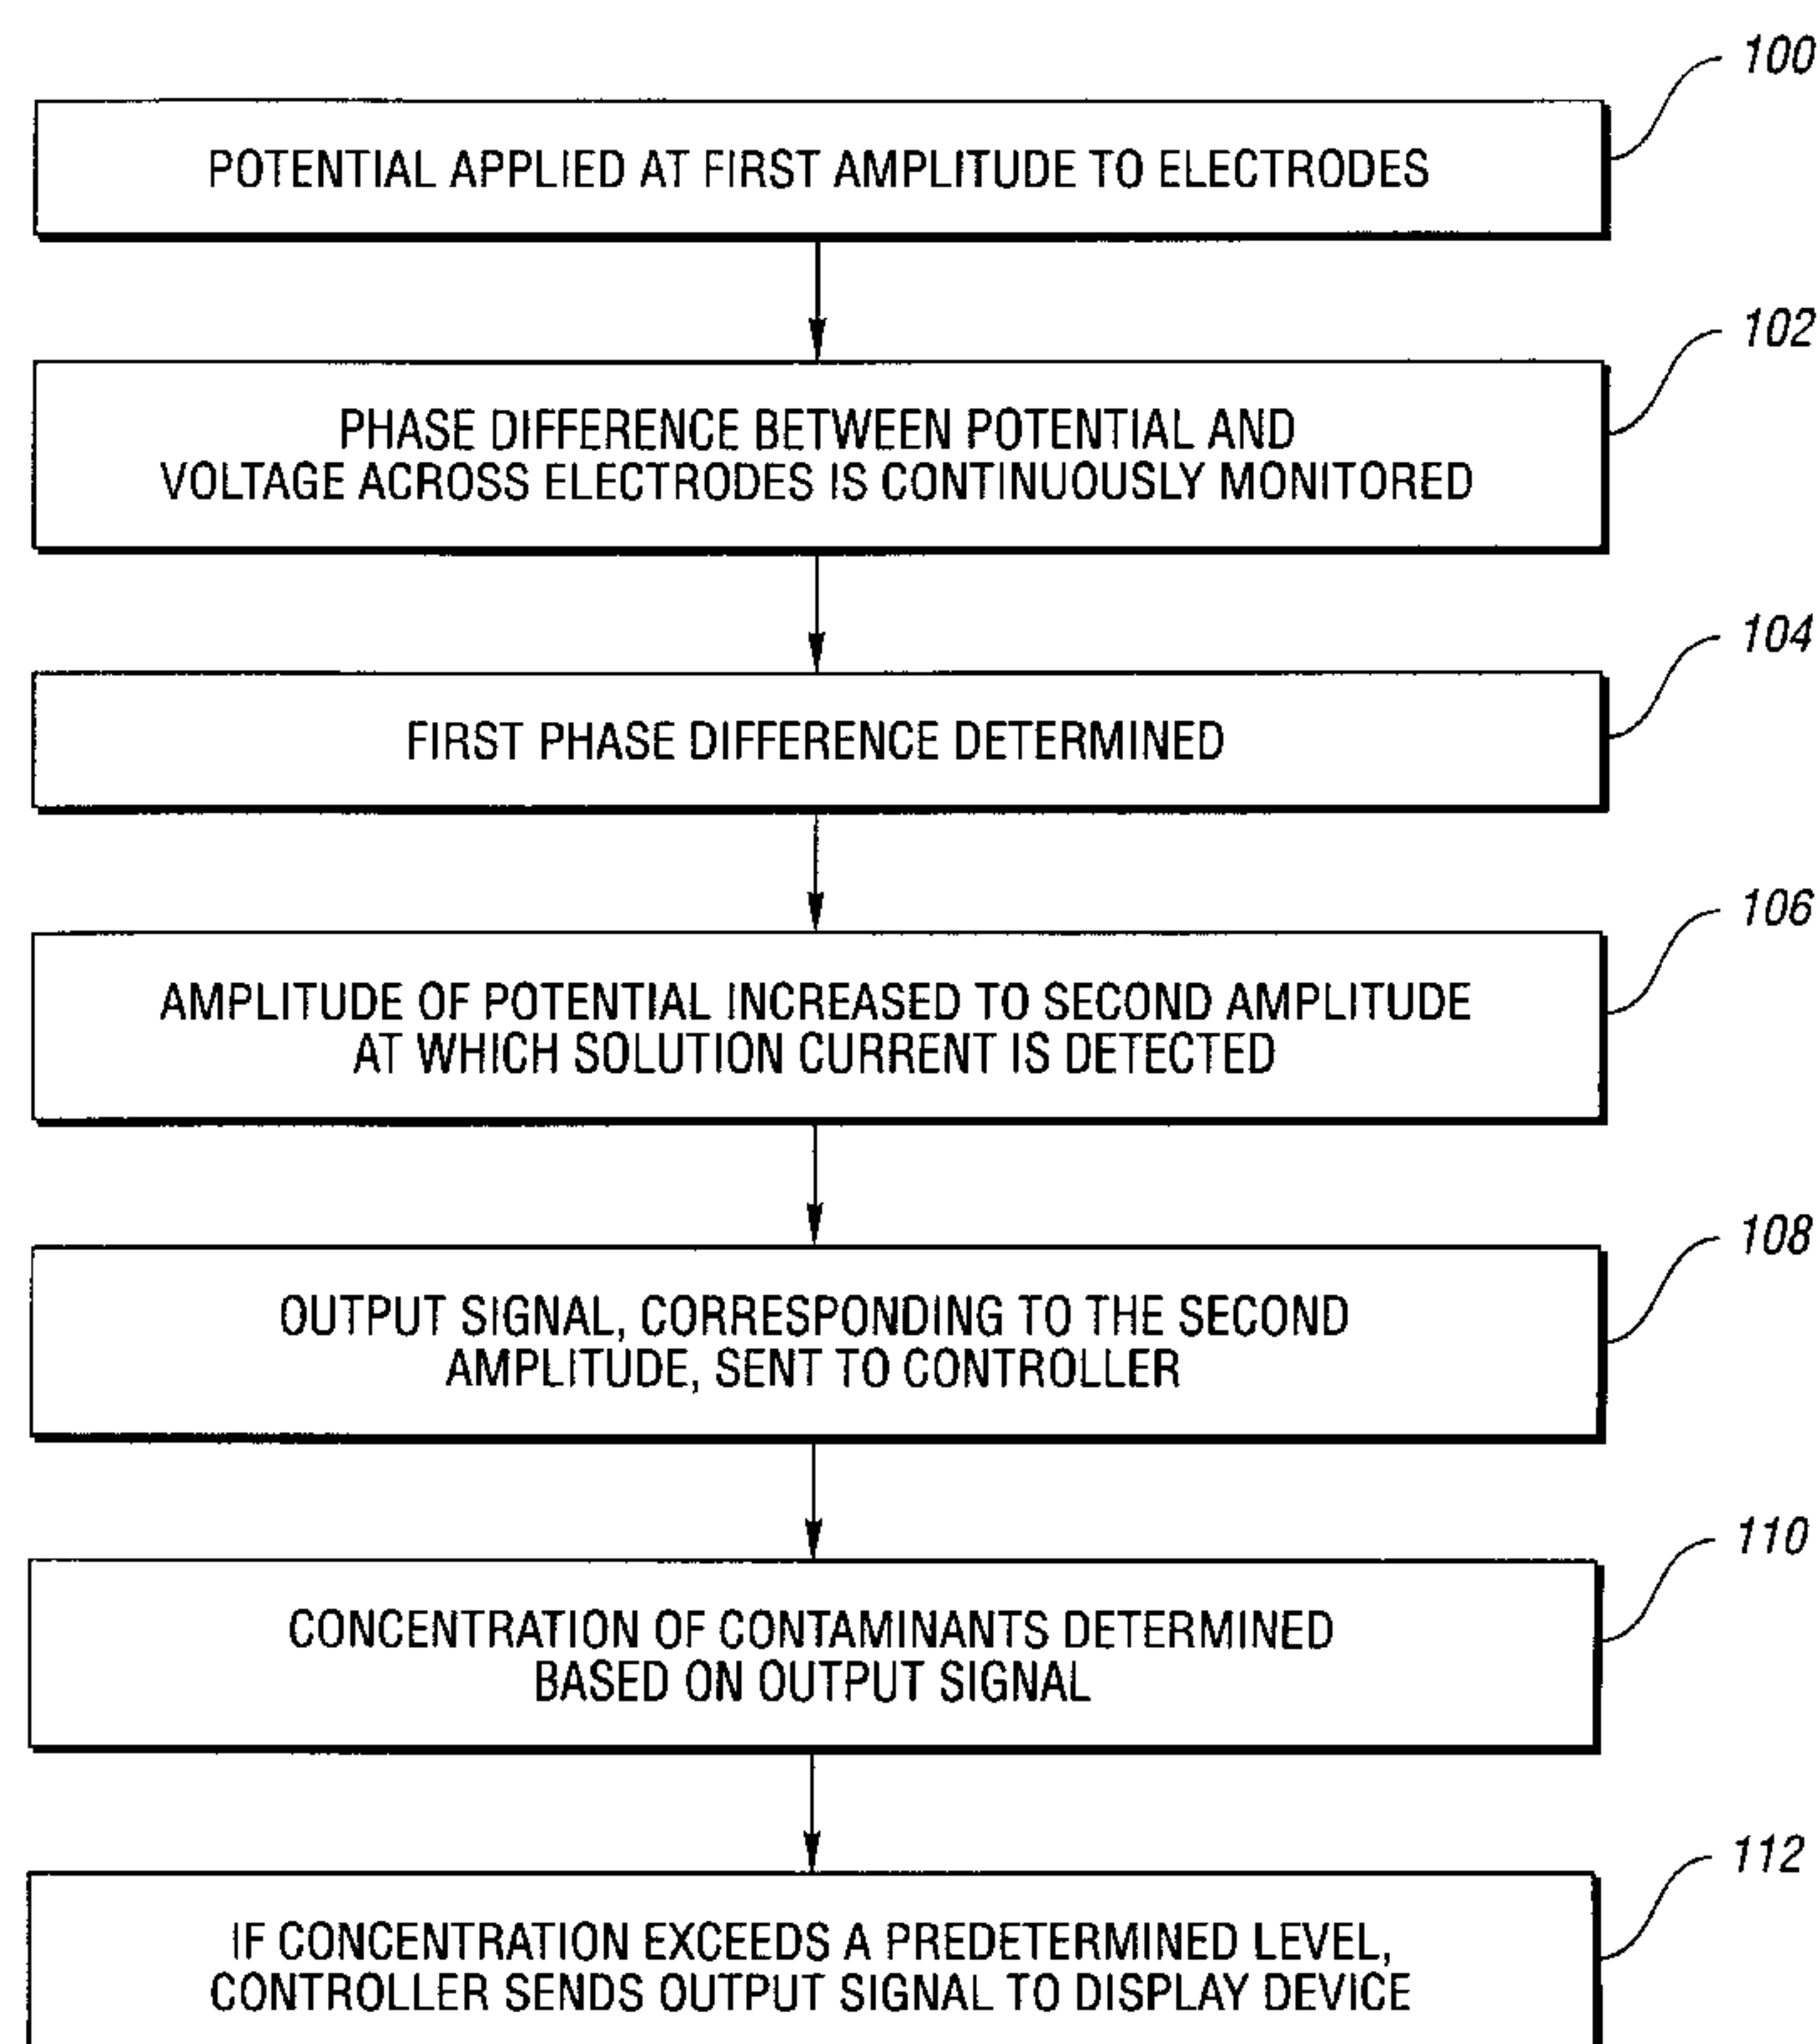 100
POTENTIAL APPLIED AT FIRST AMPLITUDE TO ELECTRODES
102
PHASE DIFFERENCE BETWEEN POTENTIAL AND
VOLTAGE ACROSS ELECTRODES IS CONTINUOUSLY MONITORED
104
FIRST PHASE DIFFERENCE DETERMINED
106
AMPLITUDE OF POTENTIAL INCREASED TO SECOND AMPLITUDE
AT WHICH SOLUTION CURRENT IS DETECTED
108
OUTPUT SIGNAL, CORRESPONDING TO THE SECOND
AMPLITUDE, SENT TO CONTROLLER
110
CONCENTRATION OF CONTAMINANTS DETERMINED
BASED ON OUTPUT SIGNAL
112
IF CONCENTRATION EXCEEDS A PREDETERMINED LEVEL,
CONTROLLER SENDS OUTPUT SIGNAL TO DISPLAY DEVICE